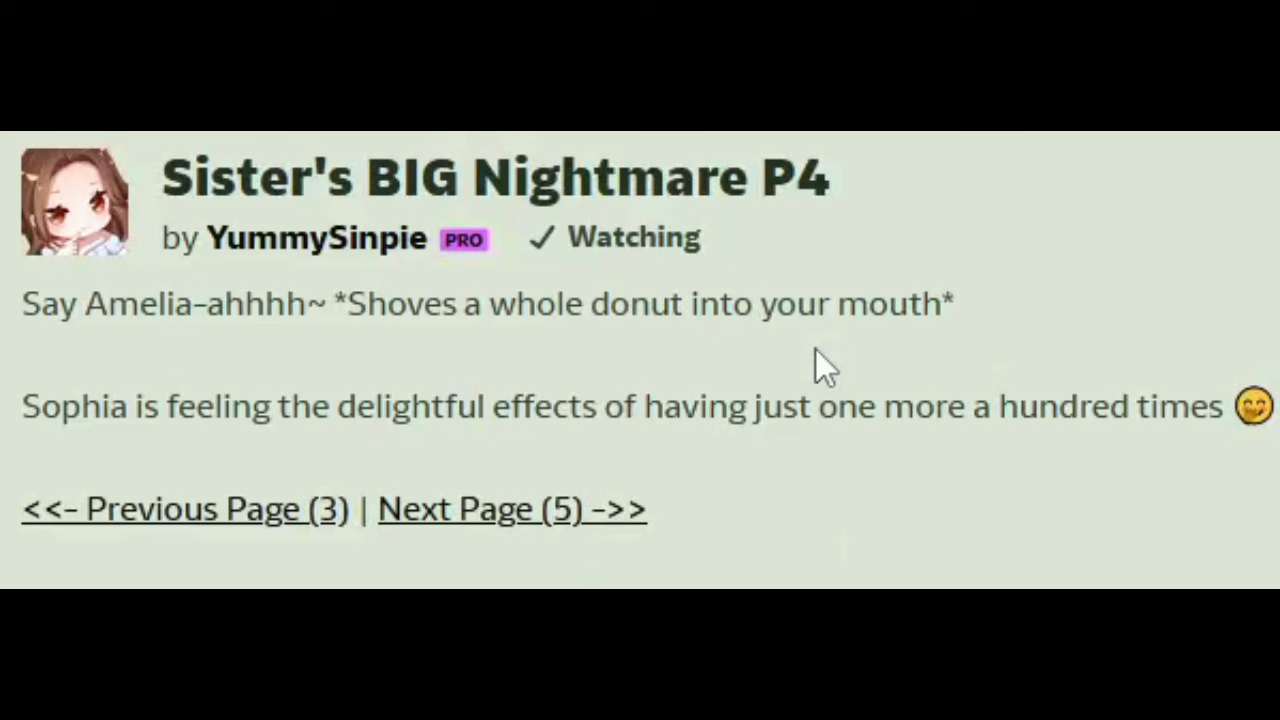 Sister's BIG Nightmare P4
by YummySinpie PRO ✓ Watching
Say Amelia-ahhhh~ *Shoves a whole donut into your mouth*
Sophia is feeling the delightful effects of having just one more a hundred times 😋
<<- Previous Page (3) | Next Page (5) ->>